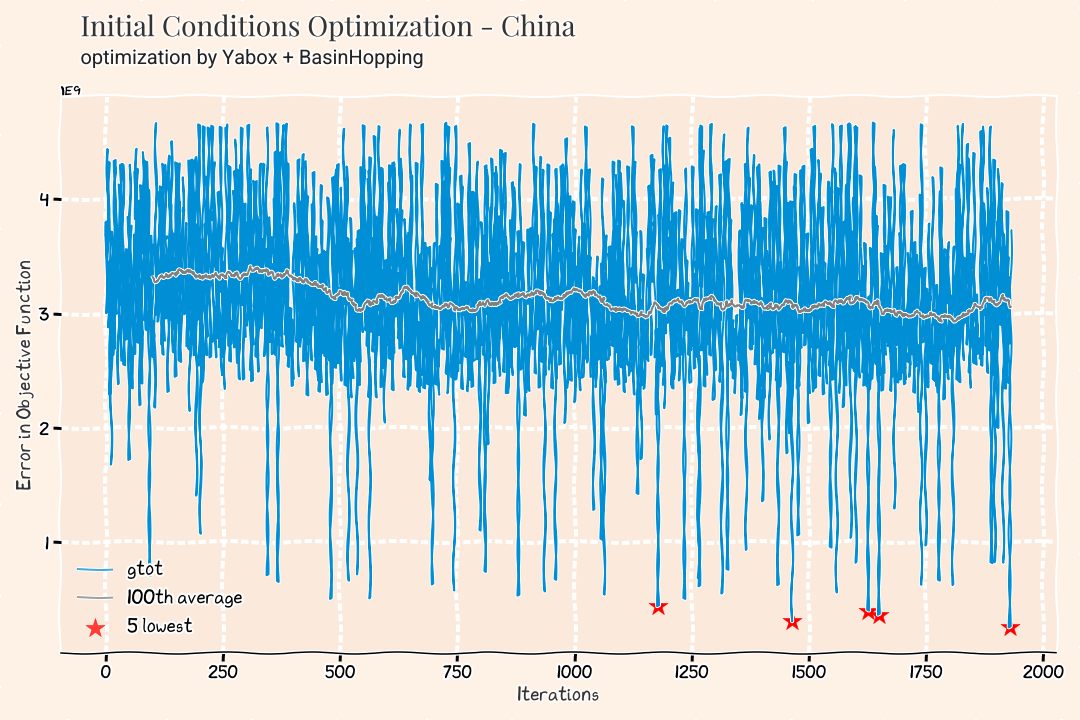 Initial Conditions Optimization - China
optimization by Yabox + BasinHopping
1E9
4
3
2
1
Error in Objective Function
gtot
100th average
5 lowest
0 250 500 750 1000 1250 1500 1750 2000
Iterations